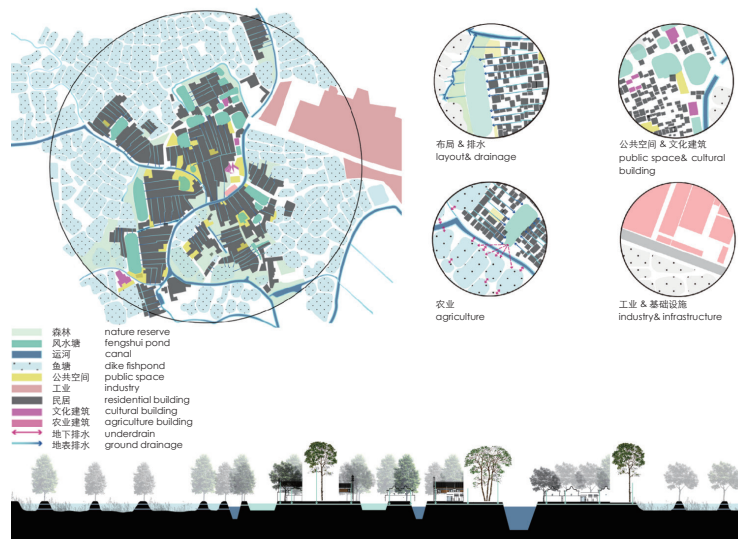 布局 & 排水
layout& drainage
公共空间 & 文化建筑
public space& cultural
building
农业
agriculture
工业 & 基础设施
industry& infrastructure
森林 nature reserve
风水塘 fengshui pond
运河 canal
鱼塘 dike fishpond
公共空间 public space
工业 industry
民居 residential building
文化建筑 cultural building
农业建筑 agriculture building
地下排水 underdrain
地表排水 ground drainage